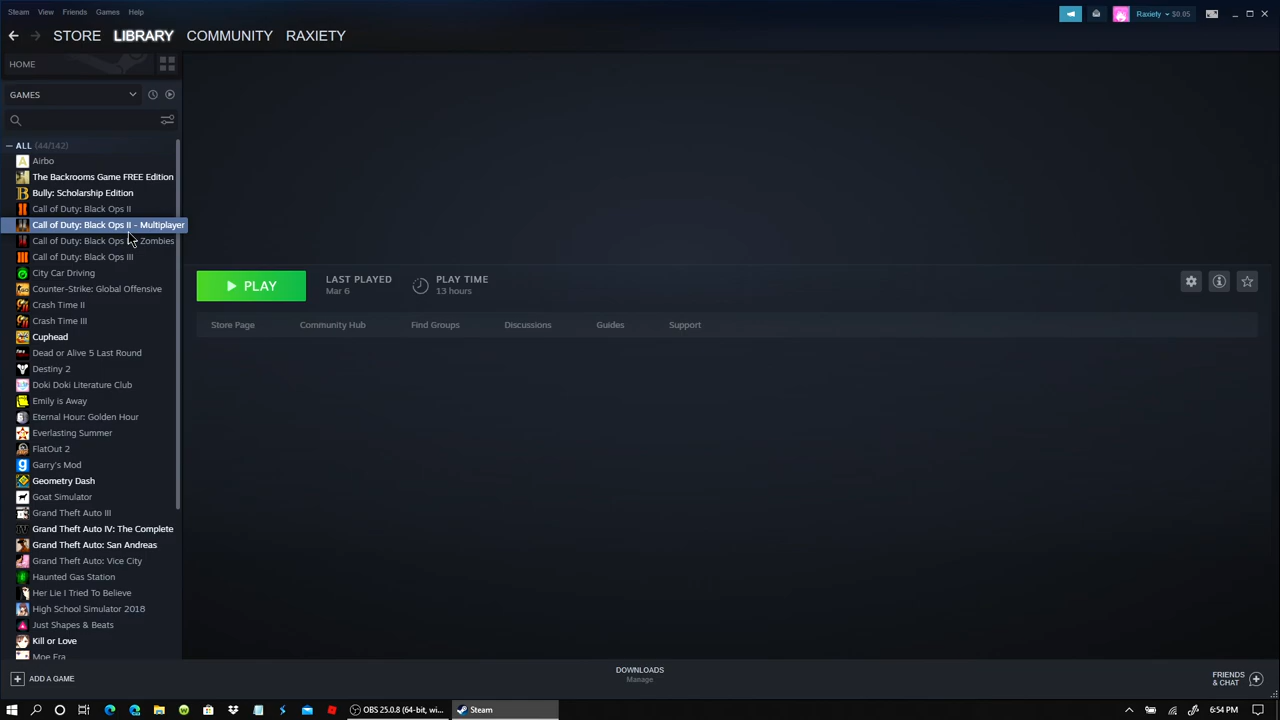 Steam View Friends Games Help
Raxiety $0.85
STORE LIBRARY COMMUNITY RAXIETY
HOME
GAMES
ALL (44/142)
Airbo
The Backrooms Game FREE Edition
Bully: Scholarship Edition
Call of Duty: Black Ops II
Call of Duty: Black Ops II - Multiplayer
Call of Duty: Black Ops Zombies
Call of Duty: Black Ops III
City Car Driving
Counter-Strike: Global Offensive
Crash Time II
Crash Time III
Cuphead
Dead or Alive 5 Last Round
Destiny 2
Doki Doki Literature Club
Emily is Away
Eternal Hour: Golden Hour
Everlasting Summer
FlatOut 2
Garry's Mod
Geometry Dash
Goat Simulator
Grand Theft Auto III
Grand Theft Auto IV: The Complete
Grand Theft Auto: San Andreas
Grand Theft Auto: Vice City
Haunted Gas Station
Her Lie I Tried To Believe
High School Simulator 2018
Just Shapes & Beats
Kill or Love
Moe Era
PLAY
LAST PLAYED
Mar 6
PLAY TIME
13 hours
Store Page Community Hub Find Groups Discussions Guides Support
ADD A GAME
DOWNLOADS
Manage
FRIENDS
& CHAT
OBS 25.0.8 (64-bit, wi...
Steam
6:54 PM